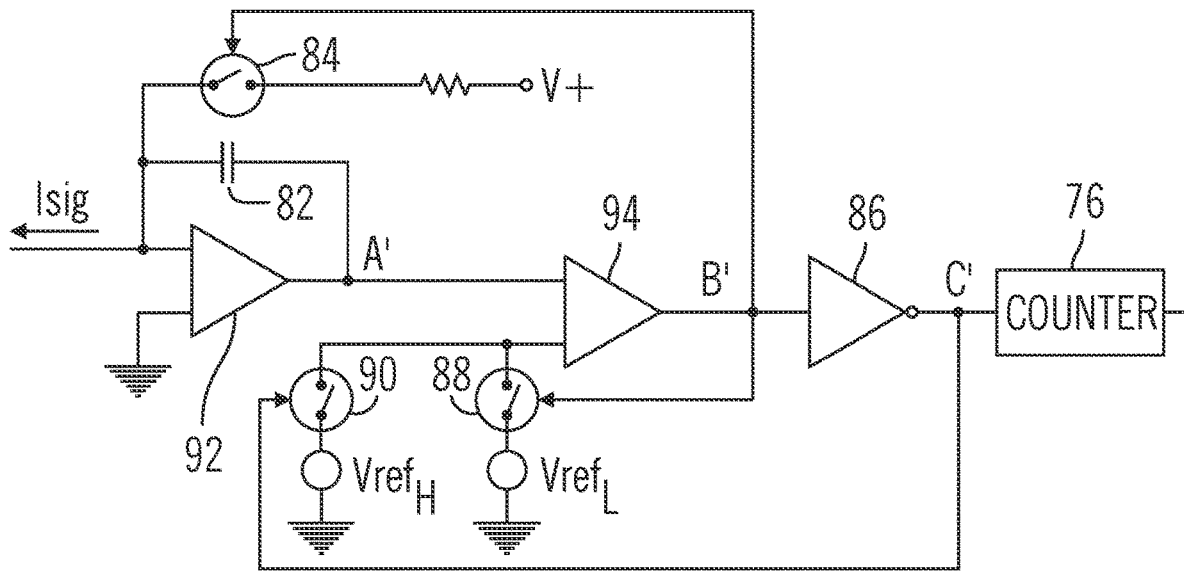 84
V+
82
Isig
A'
94
B'
86
C'
76
COUNTER
92
90
88
VrefH
VrefL